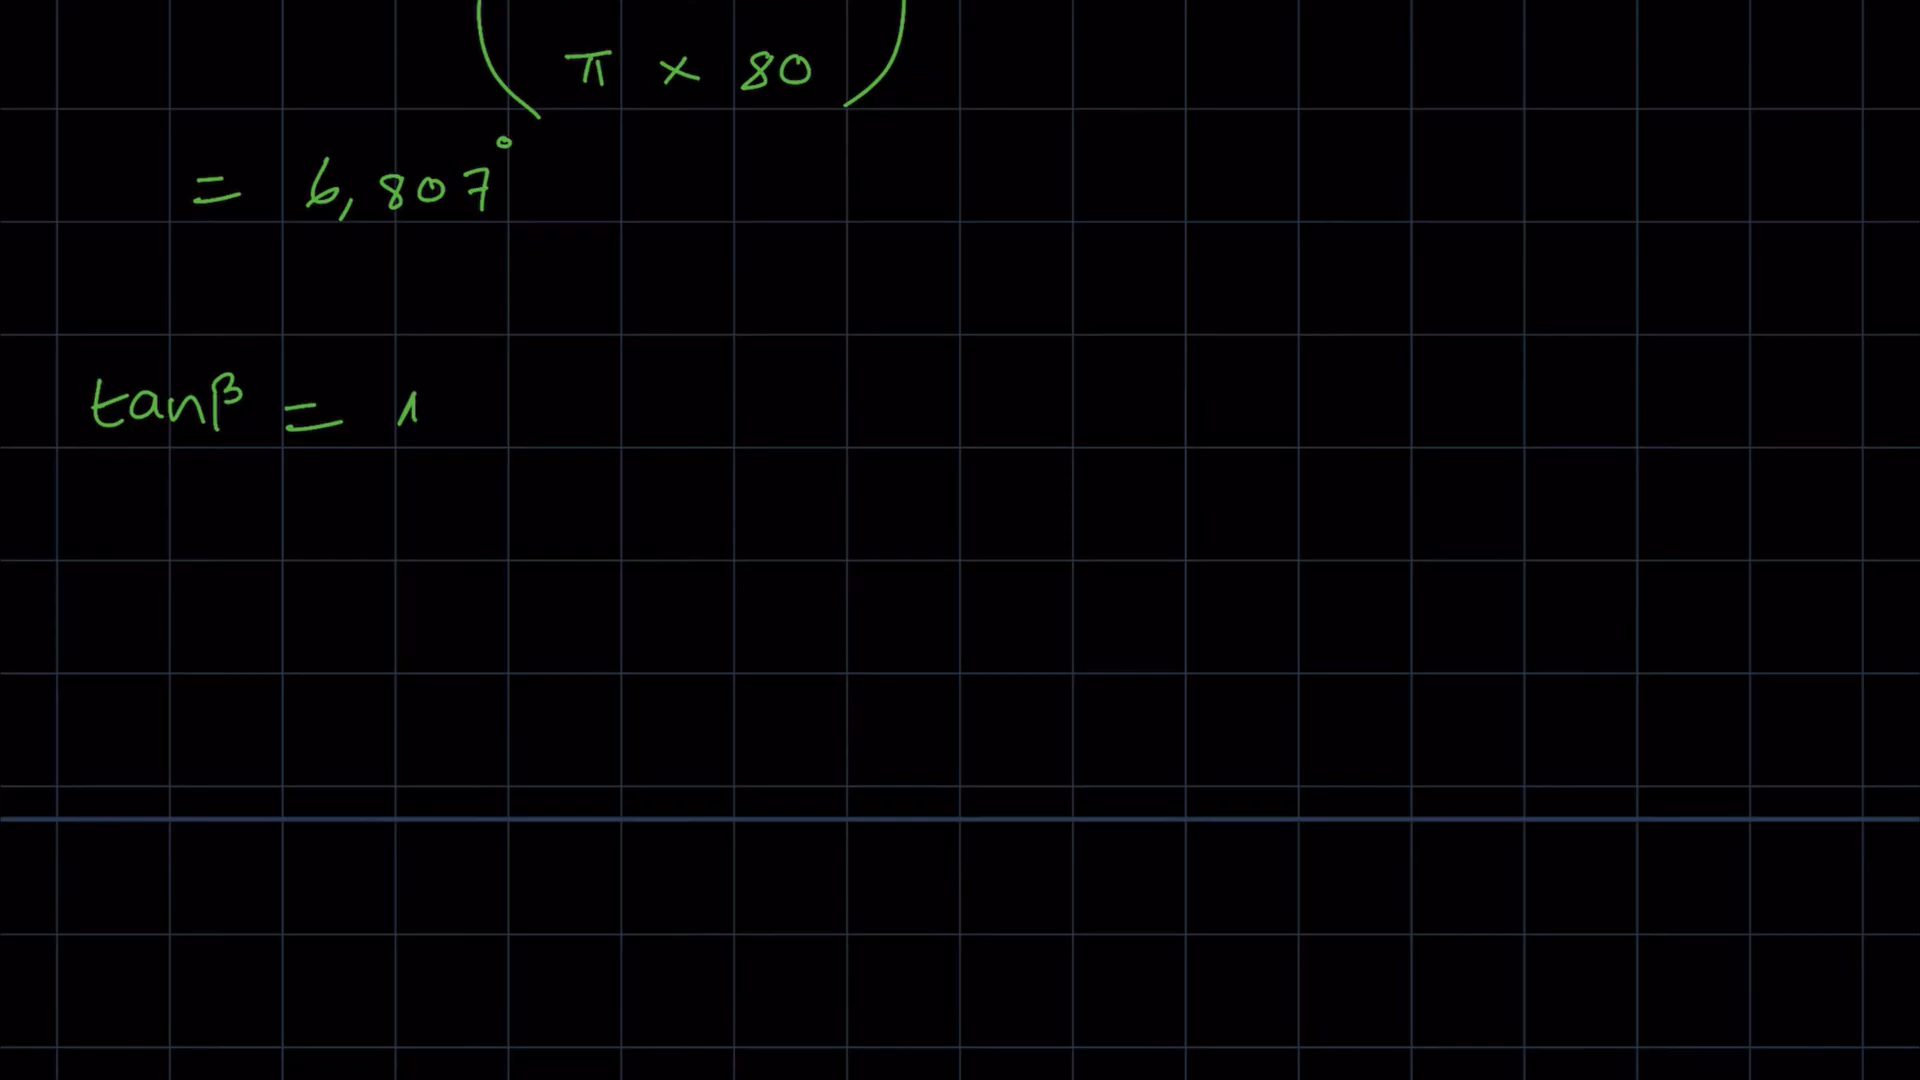 ( π × 80 )
= 6,807°
tanβ = 1